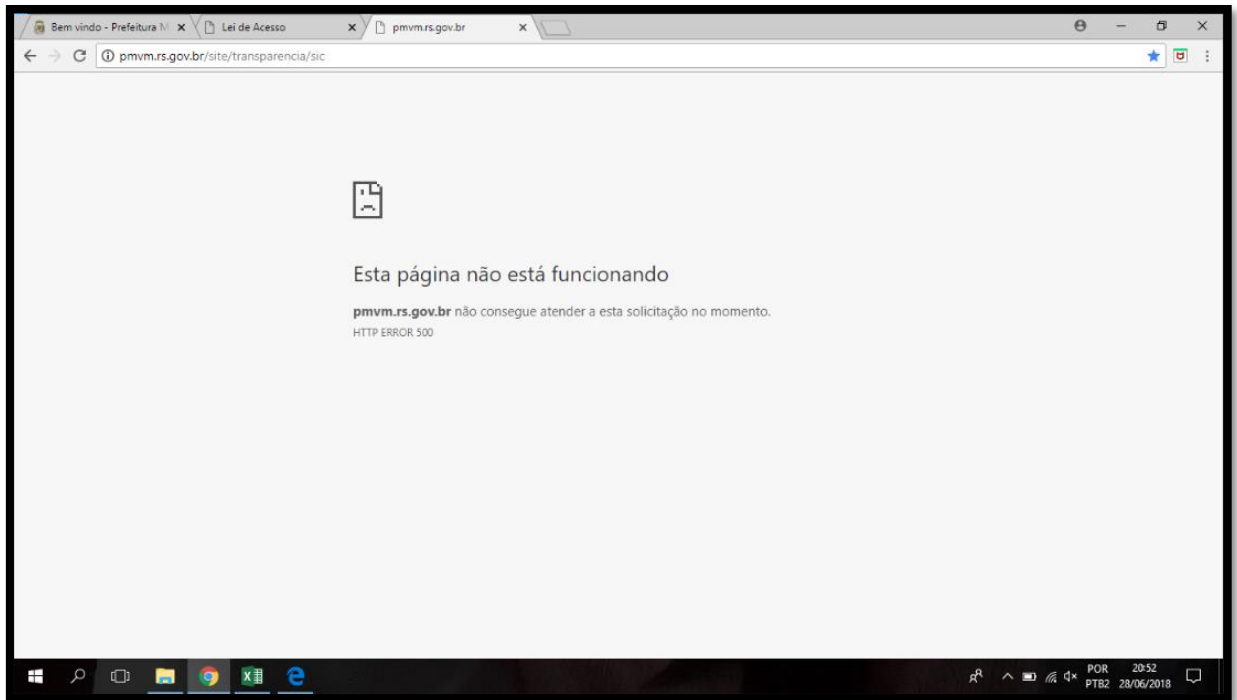 Bem vindo - Prefeitura M
Lei de Acesso
pmvm.rs.gov.br
pmvm.rs.gov.br/site/transparencia/sic
Esta página não está funcionando
pmvm.rs.gov.br não consegue atender a esta solicitação no momento.
HTTP ERROR 500
POR 20:52
PTB2 28/06/2018